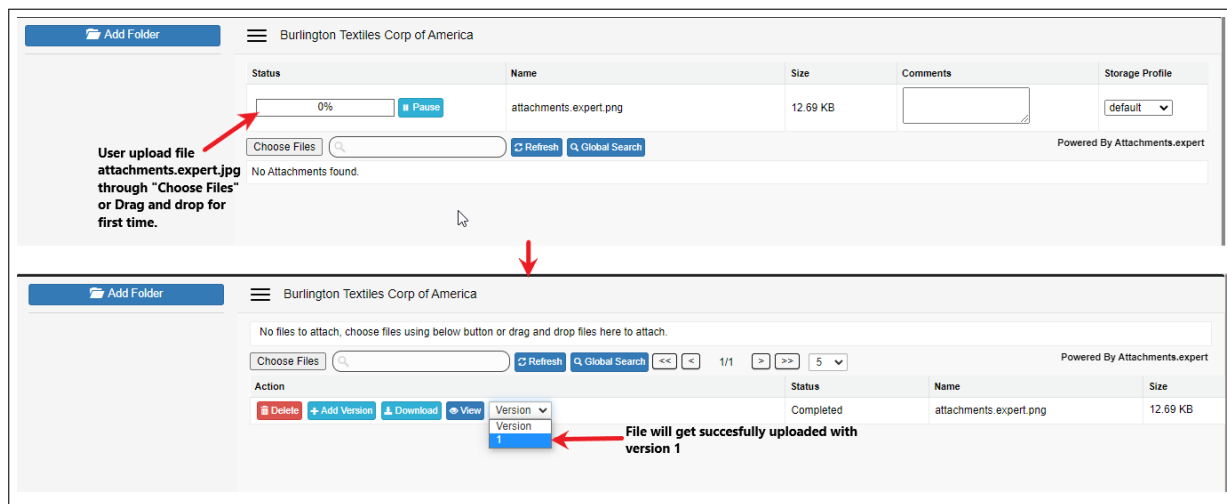 Add Folder
Burlington Textiles Corp of America
Status Name Size Comments Storage Profile
0% Pause attachments.expert.png 12.69 KB default
User upload file
attachments.expert.jpg
through "Choose Files"
or Drag and drop for
first time.
Choose Files Refresh Global Search Powered By Attachments.expert
No Attachments found.
Add Folder
Burlington Textiles Corp of America
No files to attach, choose files using below button or drag and drop files here to attach.
Choose Files Refresh Global Search << < 1/1 > >> 5 Powered By Attachments.expert
Action Status Name Size
Delete + Add Version Download View Version Completed attachments.expert.png 12.69 KB
Version
1
File will get succesfully uploaded with
version 1